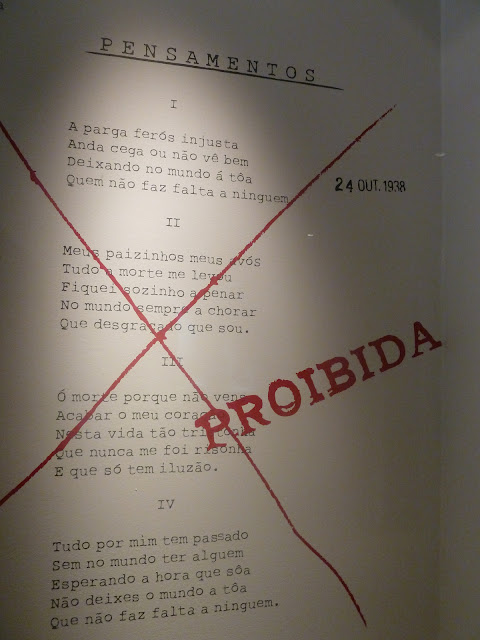 PENSAMENTOS
I
A parga ferós injusta
Anda cega ou não vê bem
Deixando no mundo á tôa
Quem não faz falta a ninguem
24 OUT. 1938
II
Meus paizinhos meus avós
Tudo a morte me levou
Fiquei sozinho a penar
No mundo sempre a chorar
Que desgraçado que sou.
III
Ó morte porque não vens
Acabar o meu coração
Nesta vida tão tristonha
Que nunca me foi risonha
E que só tem iluzão.
PROIBIDA
IV
Tudo por mim tem passado
Sem no mundo ter alguem
Esperando a hora que sôa
Não deixes o mundo a tôa
Que não faz falta a ninguem.